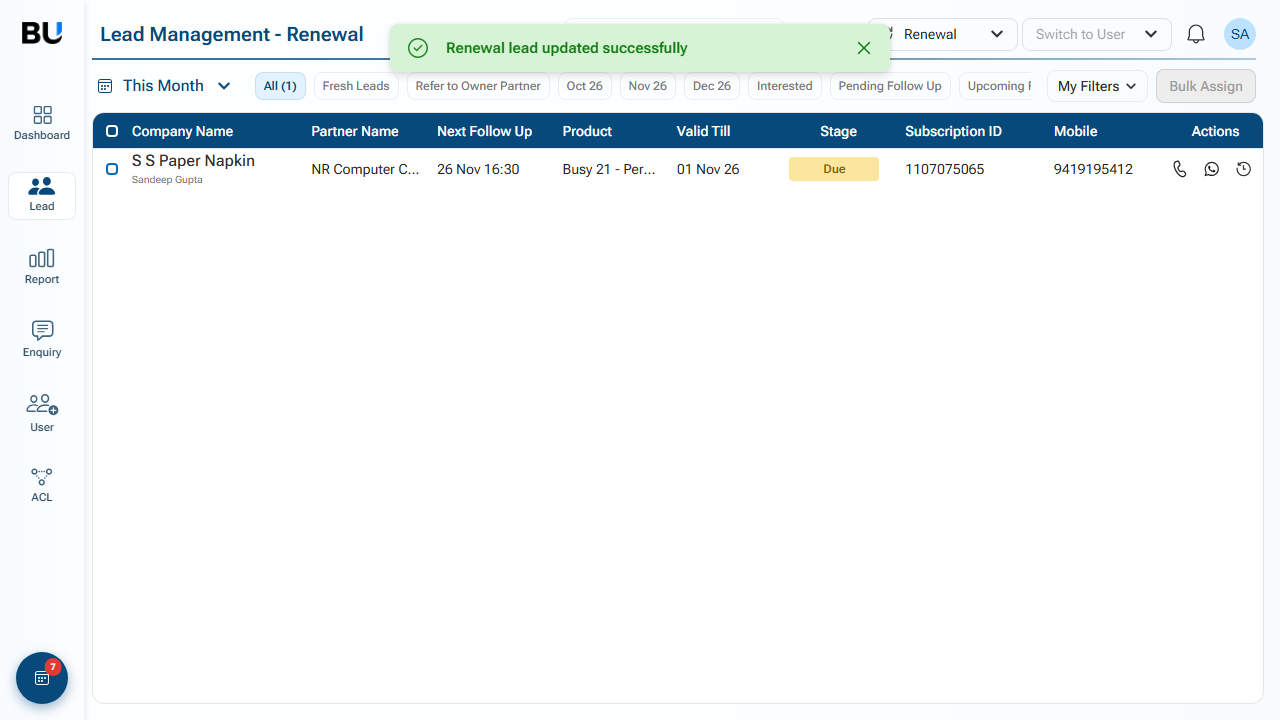 BU
Lead Management - Renewal
Renewal lead updated successfully
Renewal
Switch to User
SA
This Month
All (1)
Fresh Leads
Refer to Owner Partner
Oct 26
Nov 26
Dec 26
Interested
Pending Follow Up
Upcoming
My Filters
Bulk Assign
Company Name
Partner Name
Next Follow Up
Product
Valid Till
Stage
Subscription ID
Mobile
Actions
S S Paper Napkin
Sandeep Gupta
NR Computer C...
26 Nov 16:30
Busy 21 - Per...
01 Nov 26
Due
1107075065
9419195412
Dashboard
Lead
Report
Enquiry
User
ACL
7